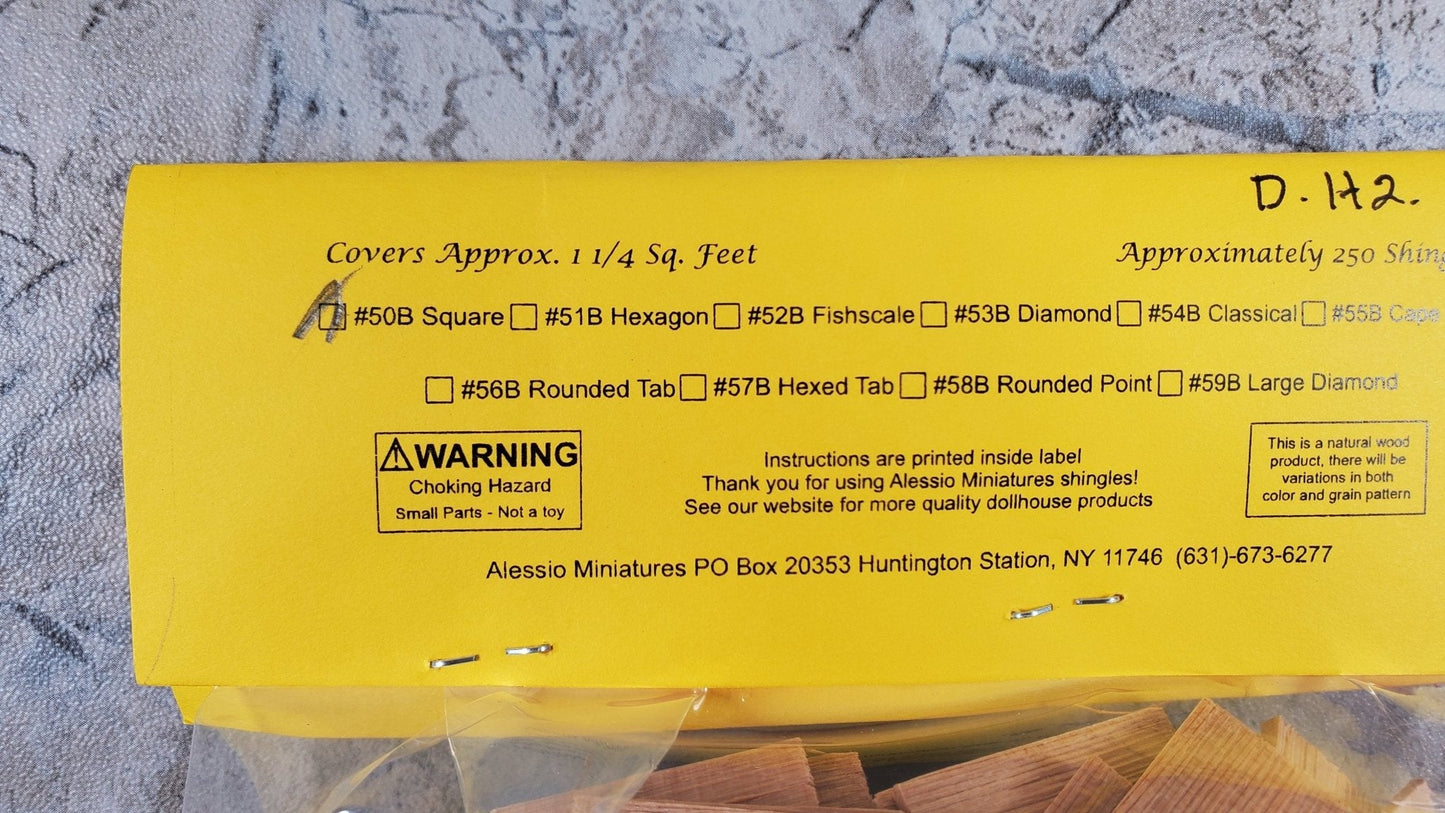 D.H2.
Covers Approx. 1 1/4 Sq. Feet Approximately 250 Shing
#50B Square #51B Hexagon #52B Fishscale #53B Diamond #54B Classical #55B Cape
#56B Rounded Tab #57B Hexed Tab #58B Rounded Point #59B Large Diamond
WARNING
Choking Hazard
Small Parts - Not a toy
Instructions are printed inside label
Thank you for using Alessio Miniatures shingles!
See our website for more quality dollhouse products
This is a natural wood
product, there will be
variations in both
color and grain pattern
Alessio Miniatures PO Box 20353 Huntington Station, NY 11746 (631)-673-6277